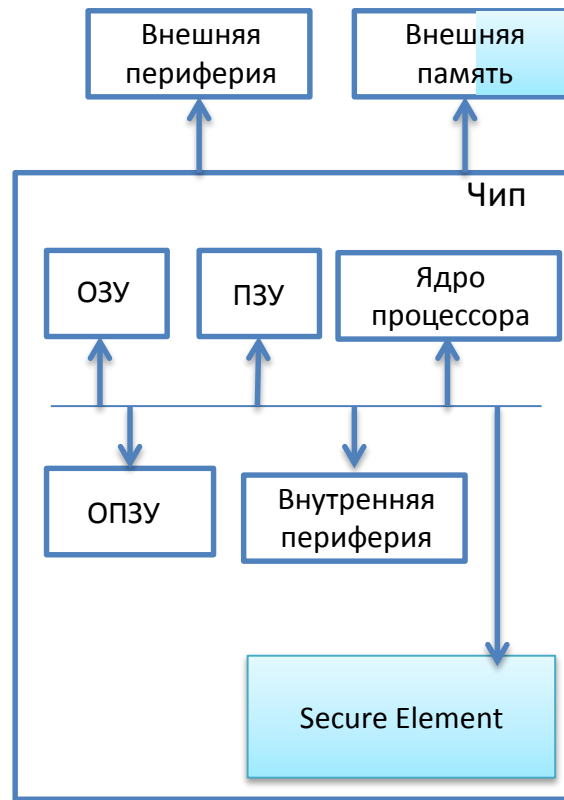 Внешняя
периферия
Внешняя
память
Чип
ОЗУ
ПЗУ
Ядро
процессора
ОПЗУ
Внутренняя
периферия
Secure Element